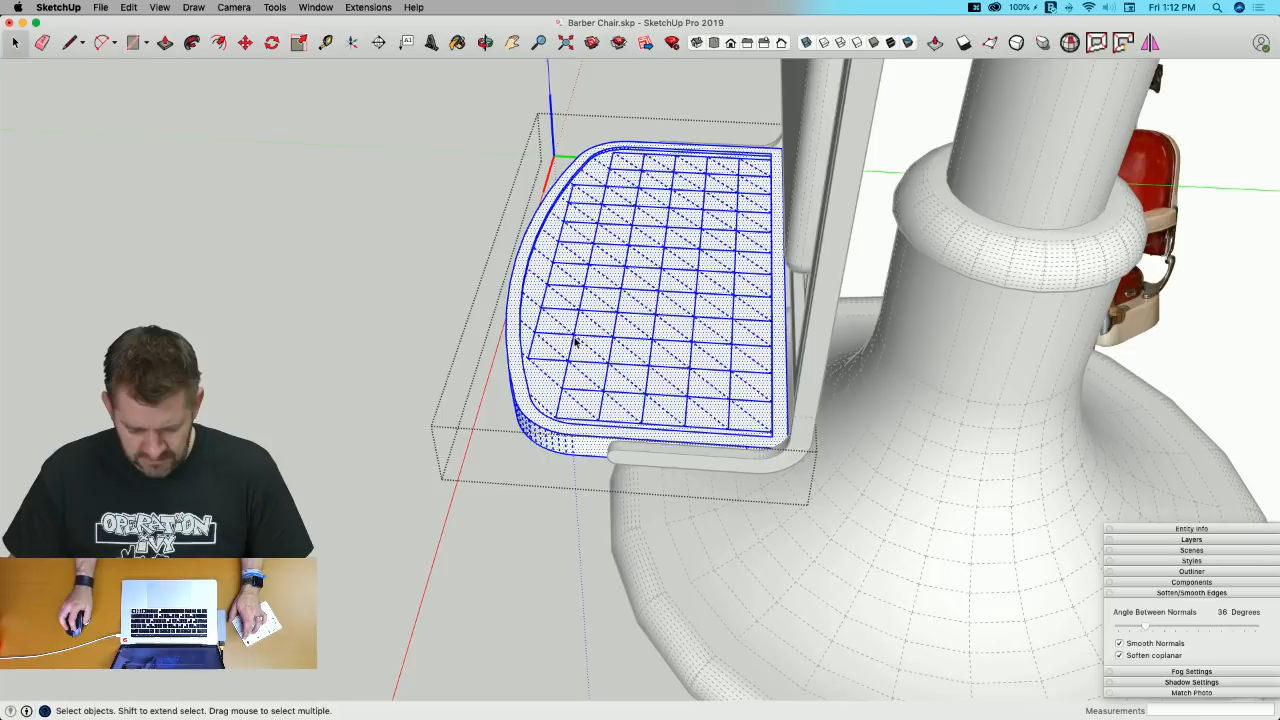 SketchUp File Edit View Camera Draw Tools Window Extensions Help
100% Fri 1:12 PM
Barber Chair.skp - SketchUp Pro 2019
OPERATION
IVY
Entity Info
Layers
Scenes
Styles
Outliner
Components
Soften/Smooth Edges
Angle Between Normals 36 Degrees
Smooth Normals
Soften coplanar
Fog Settings
Shadow Settings
Match Photo
Select objects. Shift to extend select. Drag mouse to select multiple.
Measurements